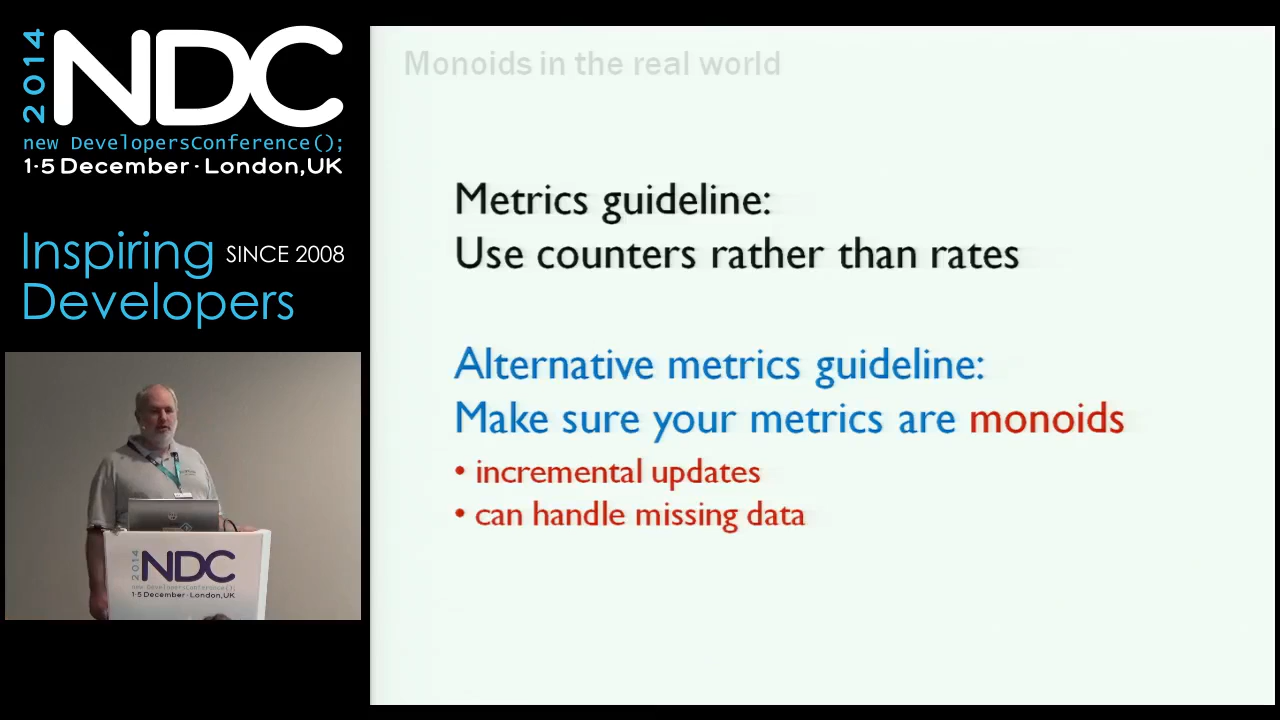 2014
NDC
new DevelopersConference();
1-5 December · London, UK
Inspiring SINCE 2008
Developers
2014
NDC
new DevelopersConference();
1-5 December · London, UK
Monoids in the real world
Metrics guideline:
Use counters rather than rates
Alternative metrics guideline:
Make sure your metrics are monoids
• incremental updates
• can handle missing data